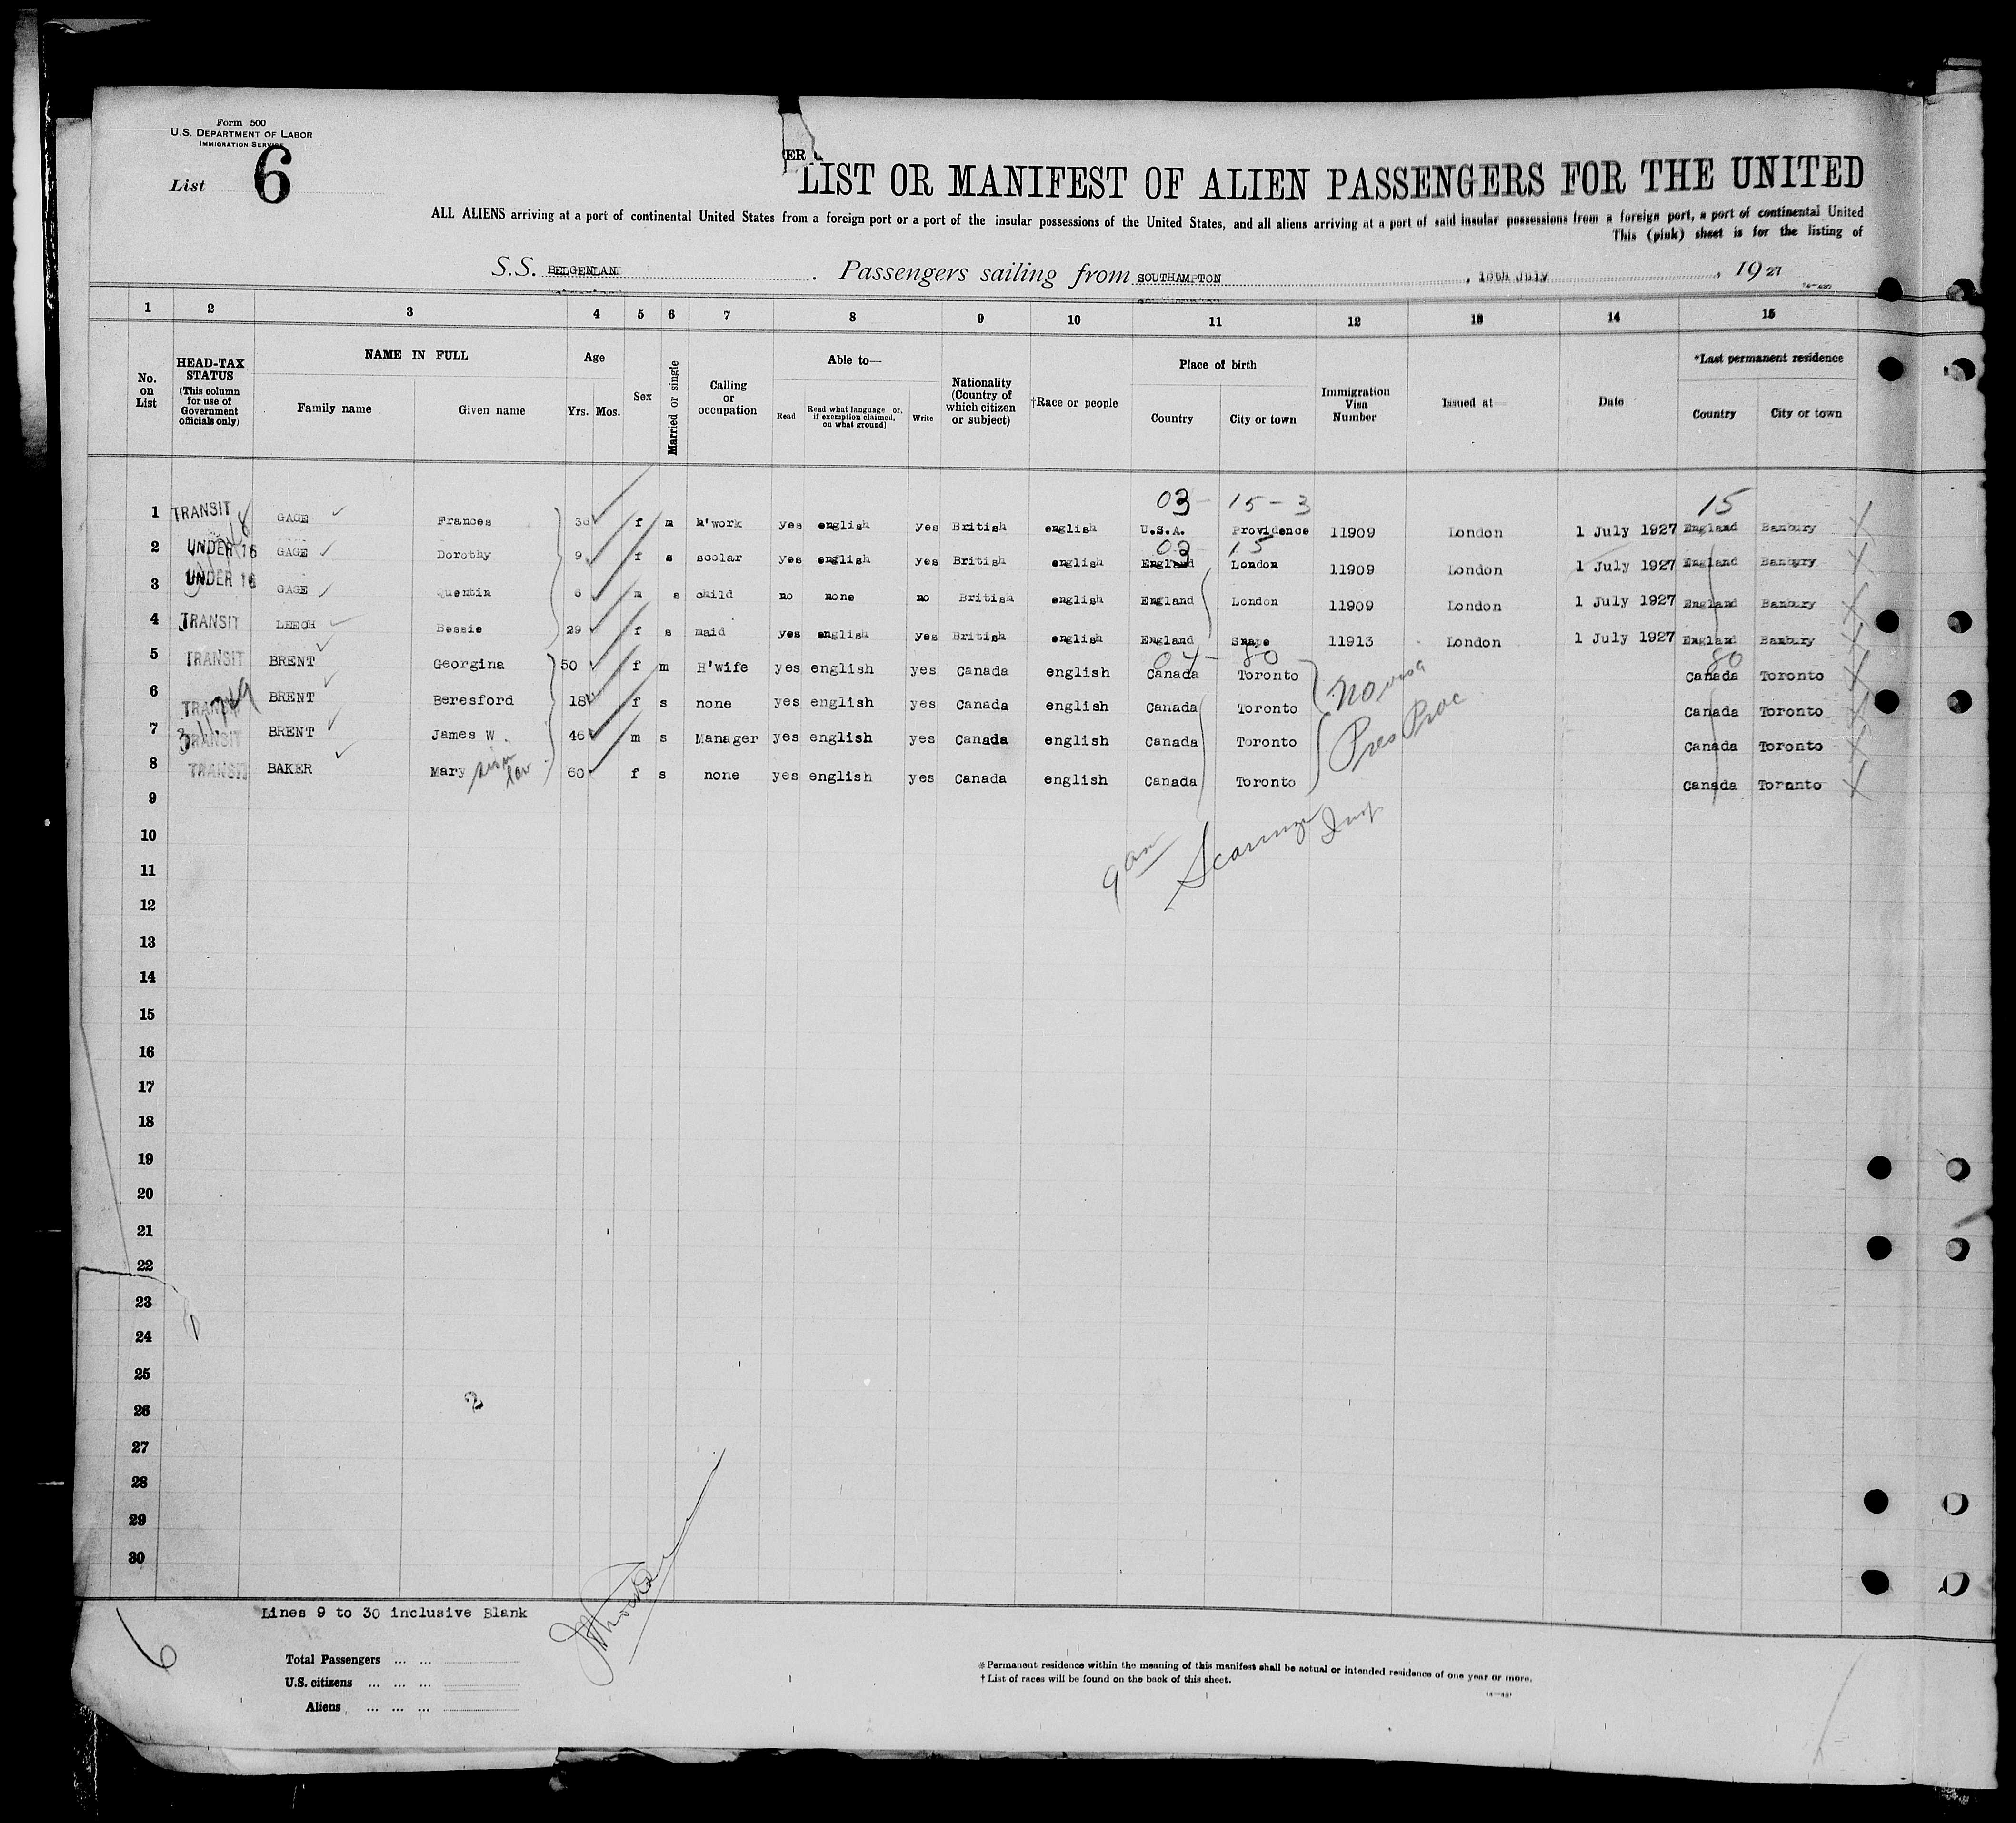 Form 500
U.S. DEPARTMENT OF LABOR
IMMIGRATION SERVICE
List 6
ER
LIST OR MANIFEST OF ALIEN PASSENGERS FOR THE UNITED
ALL ALIENS arriving at a port of continental United States from a foreign port or a port of the insular possessions of the United States, and all aliens arriving at a port of said insular possessions from a foreign port, a port of continental United
This (pink) sheet is for the listing of
S.S. BELGENLAND. Passengers sailing from SOUTHAMPTON, July, 1927
1 2 3 4 5 6 7 8 9 10 11 12 13 14 15
No. on List
HEAD-TAX STATUS (This column for use of Government officials only)
NAME IN FULL Family name Given name
Age Yrs. Mos.
Sex
Married or single
Calling or occupation
Able to— Read Read what language or, if exemption claimed, on what ground] Write
Nationality (Country of which citizen or subject)
†Race or people
Place of birth Country City or town
Immigration Visa Number
Issued at
Date
*Last permanent residence Country City or town
03 - 15 - 3 15
1 TRANSIT GAGE Frances f m h'work yes english yes British english U.S.A. Providence 11909 London 1 July 1927 England Banbury
03 - 15
2 UNDER 16 GAGE Dorothy 9 f s scolar yes english yes British english England London 11909 London 1 July 1927 England Banbury
3 UNDER 16 GAGE Quentin 6 m s child no none no British english England London 11909 London 1 July 1927 England Banbury
4 TRANSIT LEECH Bessie 29 f s maid yes english yes British english England Snape 11913 London 1 July 1927 England Banbury
04 - 80 80
5 TRANSIT BRENT Georgina 50 f m H'wife yes english yes Canada english Canada Toronto No visa Canada Toronto
6 TRANSIT BRENT Beresford 18 f s none yes english yes Canada english Canada Toronto Canada Toronto
7 TRANSIT BRENT James W. 46 m s Manager yes english yes Canada english Canada Toronto Pres Proc Canada Toronto
8 TRANSIT BAKER Mary 60 f s none yes english yes Canada english Canada Toronto Canada Toronto
9
10
11
12
13
14
15
16
17
18
19
20
21
22
23
24
25
26
27
28
29
30
Lines 9 to 30 inclusive Blank
6
Total Passengers ... ...
U.S. citizens ... ... ...
Aliens ... ... ...
*Permanent residence within the meaning of this manifest shall be actual or intended residence of one year or more.
†List of races will be found on the back of this sheet.